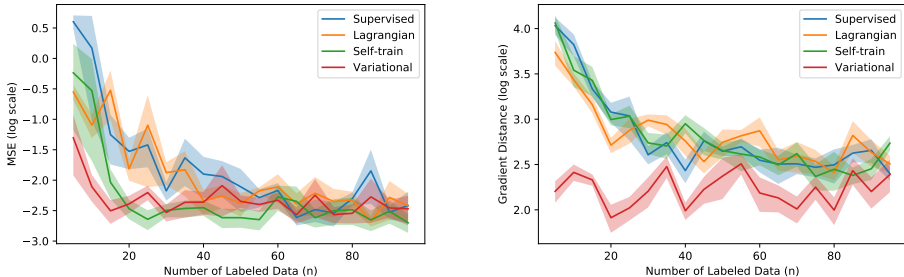 0.5
0.0
−0.5
−1.0
−1.5
−2.0
−2.5
−3.0
MSE (log scale)
20
40
60
80
Number of Labeled Data (n)
Supervised
Lagrangian
Self-train
Variational
4.0
3.5
3.0
2.5
2.0
Gradient Distance (log scale)
20
40
60
80
Number of Labeled Data (n)
Supervised
Lagrangian
Self-train
Variational